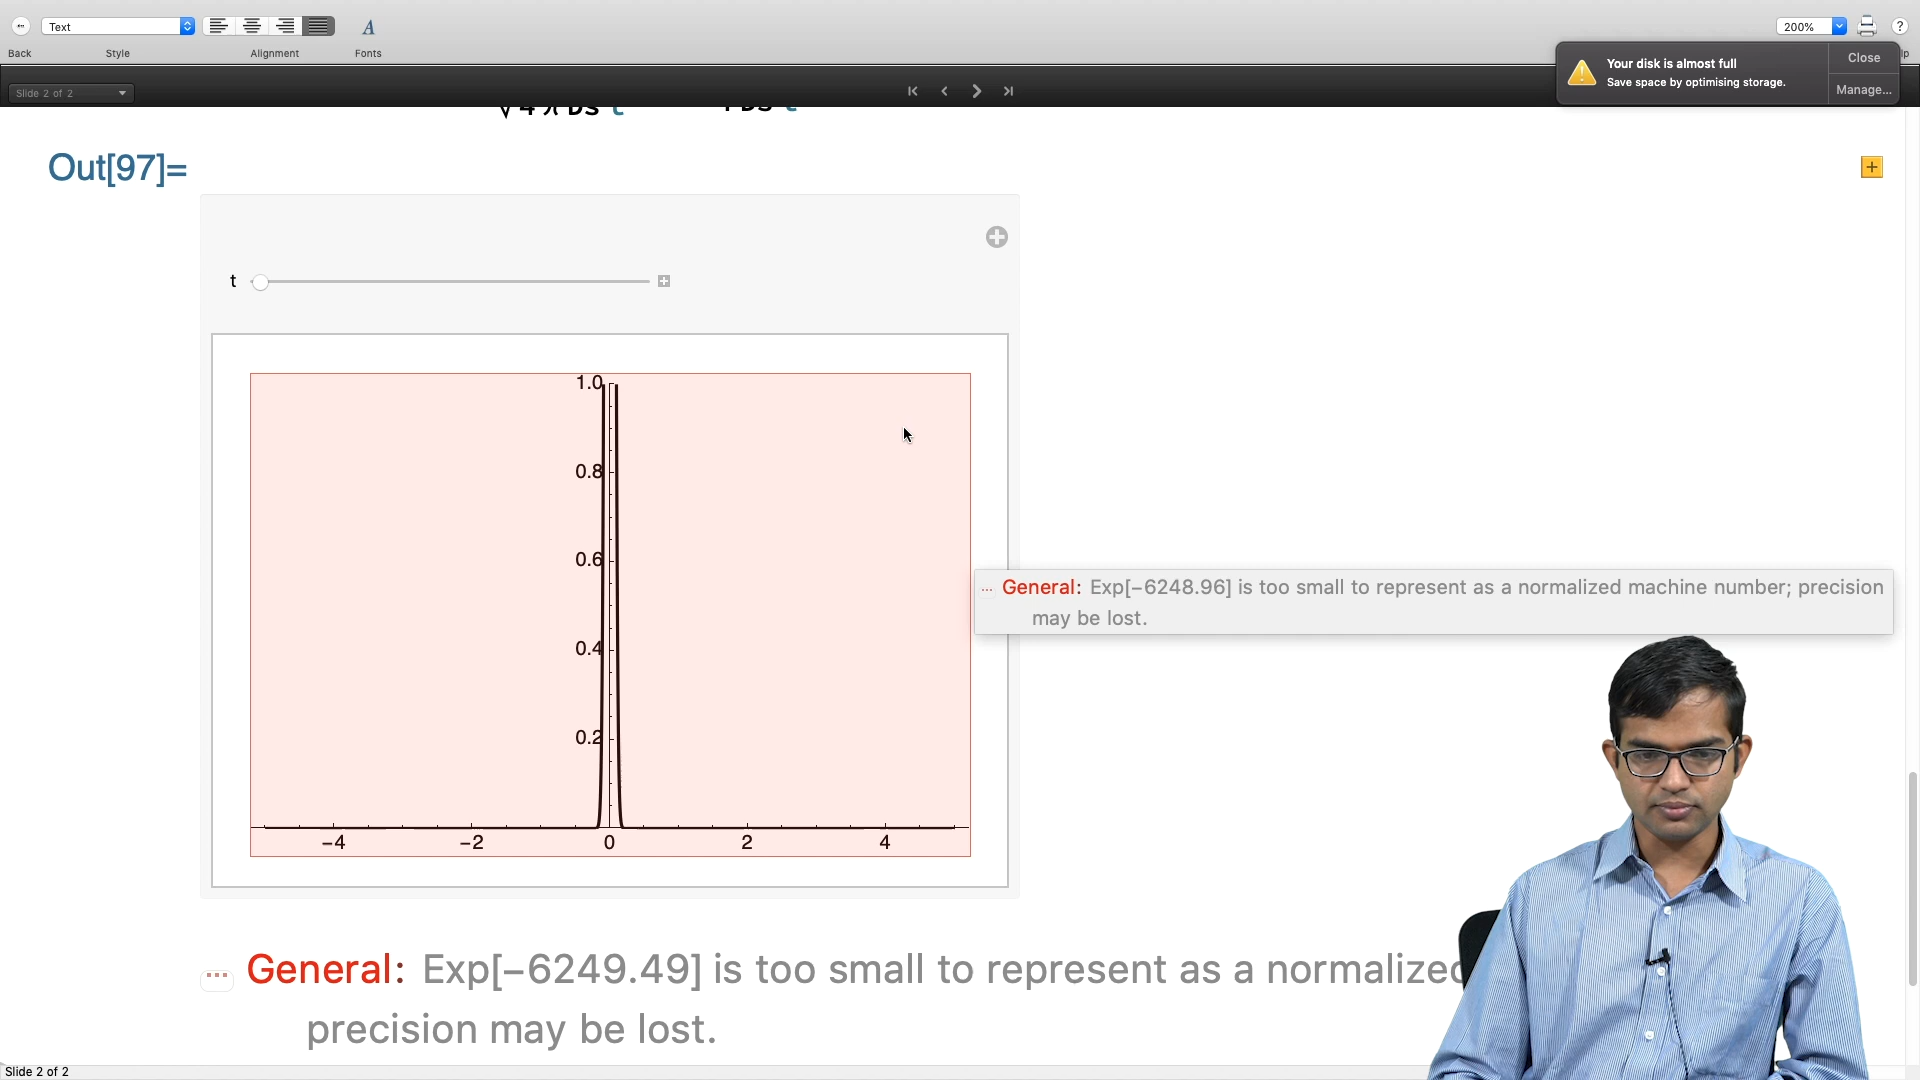 Text
200%
Back
Style
Alignment
Fonts
Your disk is almost full
Save space by optimising storage.
Close
Manage...
Slide 2 of 2
Out[97]=
t
1.0
0.8
0.6
0.4
0.2
−4 −2 0 2 4
General: Exp[−6248.96] is too small to represent as a normalized machine number; precision
may be lost.
General: Exp[−6249.49] is too small to represent as a normalized
precision may be lost.
Slide 2 of 2